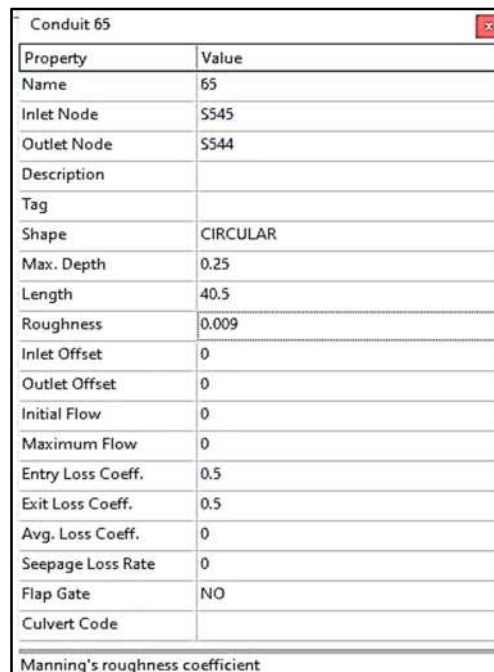 Conduit 65
Property Value
Name 65
Inlet Node S545
Outlet Node S544
Description
Tag
Shape CIRCULAR
Max. Depth 0.25
Length 40.5
Roughness 0.009
Inlet Offset 0
Outlet Offset 0
Initial Flow 0
Maximum Flow 0
Entry Loss Coeff. 0.5
Exit Loss Coeff. 0.5
Avg. Loss Coeff. 0
Seepage Loss Rate 0
Flap Gate NO
Culvert Code
Manning's roughness coefficient